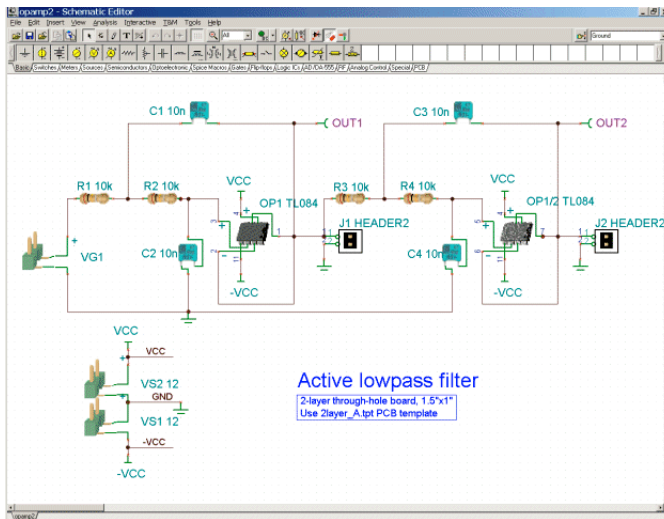 opamp2 - Schematic Editor
File Edit Insert View Analysis Interactive T&M Tools Help
All
Ground
Basic Switches Meters Sources Semiconductors Optoelectronic Spice Macros Gates Flip-flops Logic ICs AD/DA-555 RF Analog Control Special PCB
C1 10n
C3 10n
OUT1
OUT2
R1 10k
R2 10k
VCC
R3 10k
R4 10k
VCC
OP1 TL084
OP1/2 TL084
J1 HEADER2
J2 HEADER2
VG1
C2 10n
C4 10n
-VCC
-VCC
VCC
VCC
VS2 12
GND
VS1 12
-VCC
-VCC
Active lowpass filter
2-layer through-hole board, 1.5"x1"
Use 2layer_A.tpt PCB template
opamp2